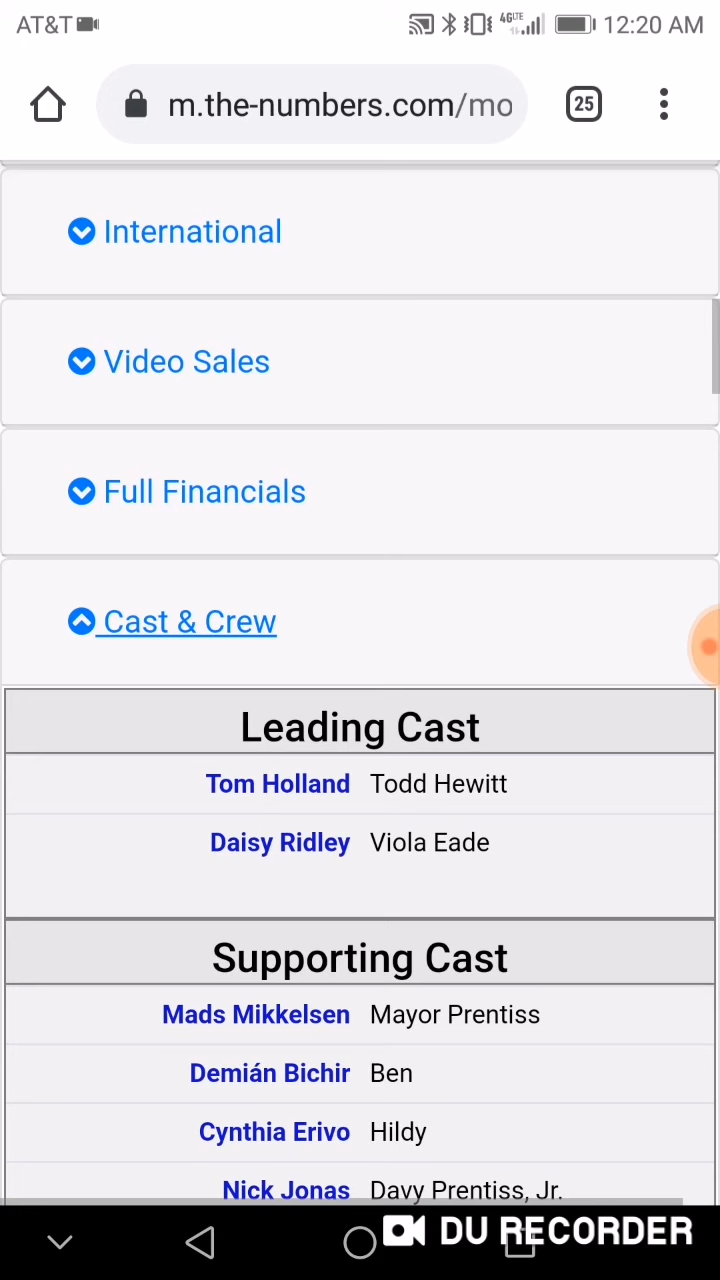 AT&T 4G LTE 12:20 AM
m.the-numbers.com/mo 25
International
Video Sales
Full Financials
Cast & Crew
Leading Cast
Tom Holland Todd Hewitt
Daisy Ridley Viola Eade
Supporting Cast
Mads Mikkelsen Mayor Prentiss
Demián Bichir Ben
Cynthia Erivo Hildy
Nick Jonas Davy Prentiss, Jr.
DU RECORDER